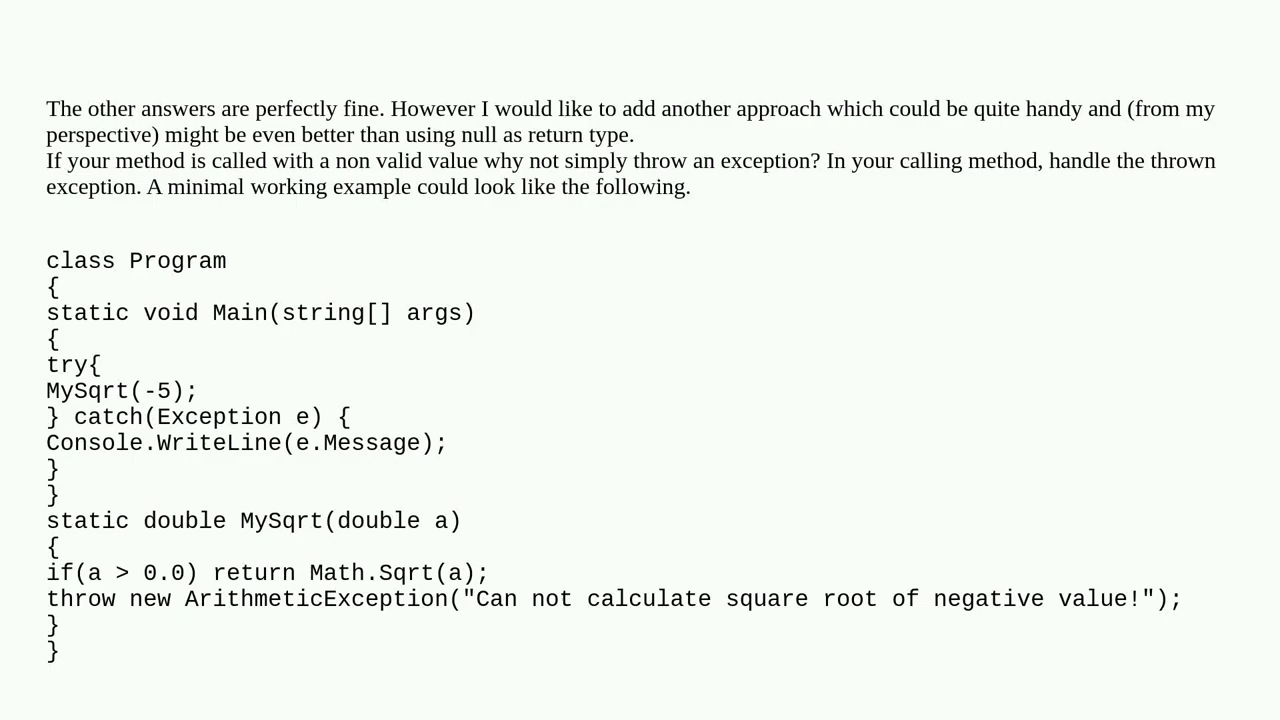 The other answers are perfectly fine. However I would like to add another approach which could be quite handy and (from my
perspective) might be even better than using null as return type.
If your method is called with a non valid value why not simply throw an exception? In your calling method, handle the thrown
exception. A minimal working example could look like the following.
class Program
{
static void Main(string[] args)
{
try{
MySqrt(-5);
} catch(Exception e) {
Console.WriteLine(e.Message);
}
}
static double MySqrt(double a)
{
if(a > 0.0) return Math.Sqrt(a);
throw new ArithmeticException("Can not calculate square root of negative value!");
}
}